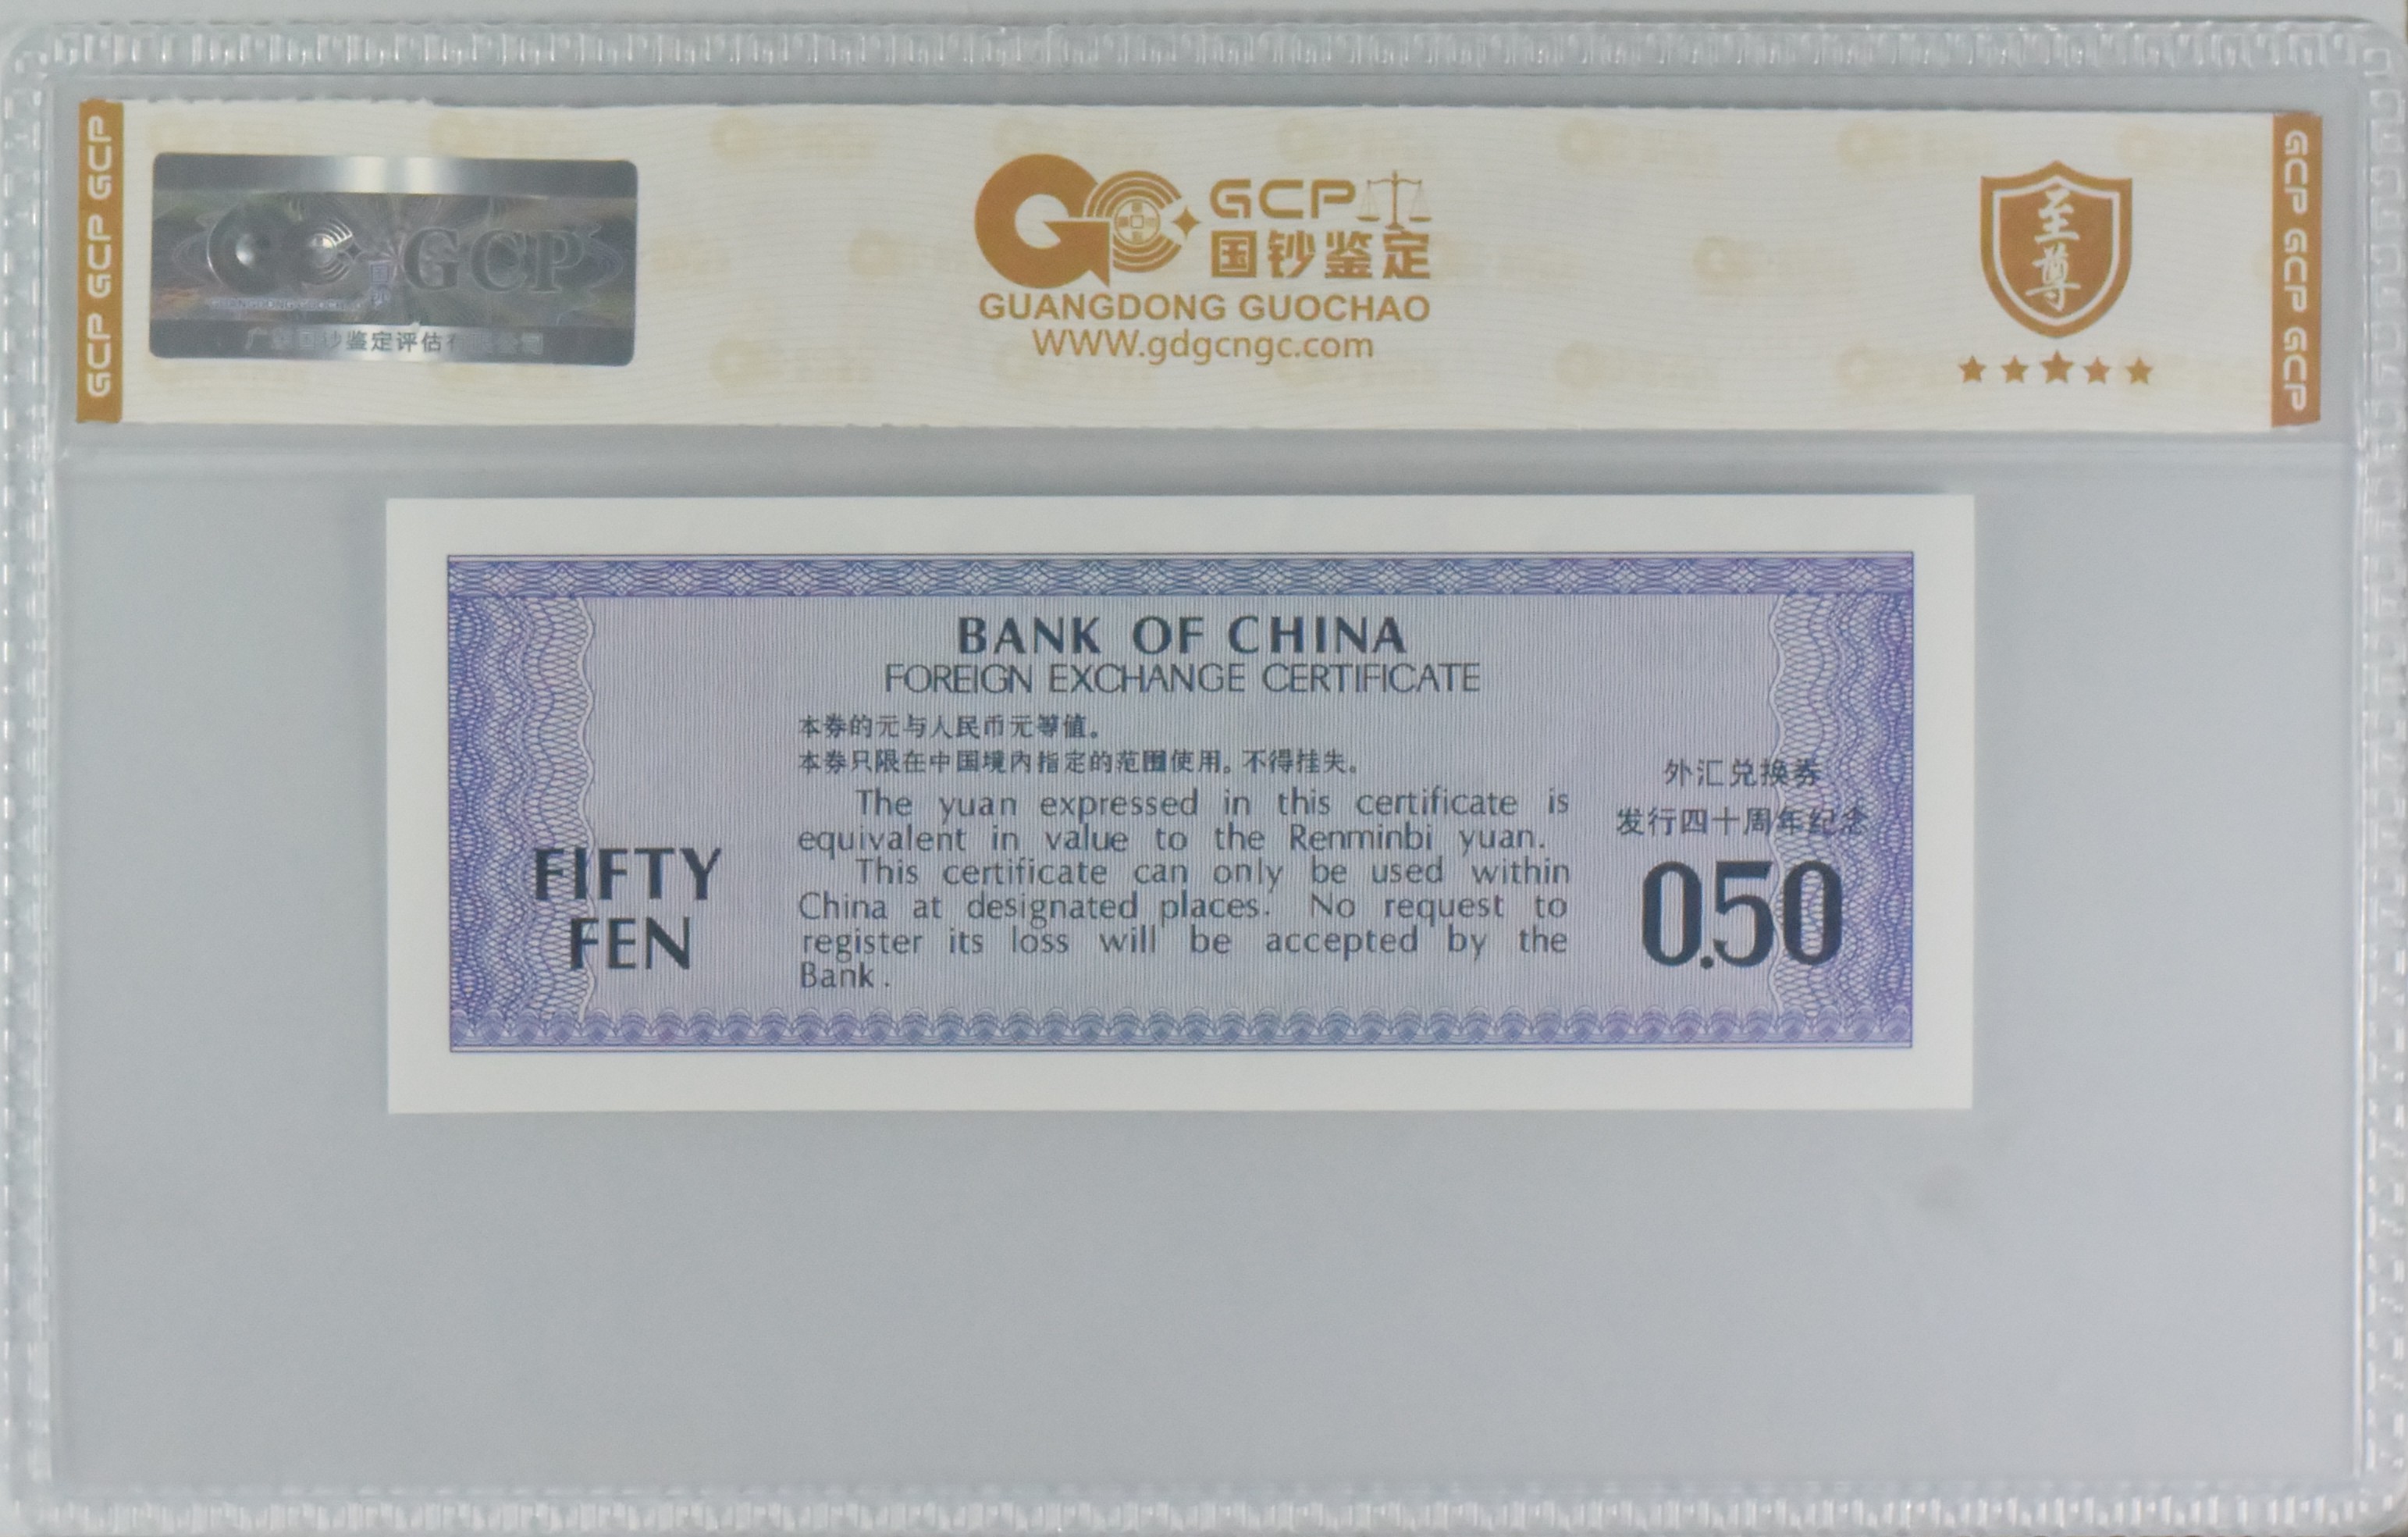 GCP GCP GCP
GCP
GUANGDONG GUOCHAO
GCP
国钞鉴定
GUANGDONG GUOCHAO
WWW.gdgcngc.com
至尊
GCP GCP GCP
BANK OF CHINA
FOREIGN EXCHANGE CERTIFICATE
本券的元与人民币元等值。
本券只限在中国境内指定的范围使用。不得挂失。
The yuan expressed in this certificate is
equivalent in value to the Renminbi yuan.
This certificate can only be used within
China at designated places. No request to
register its loss will be accepted by the
Bank.
FIFTY
FEN
外汇兑换券
发行四十周年纪念
0.50